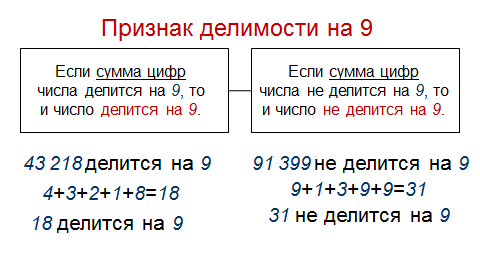 Признак делимости на 9
Если сумма цифр
числа делится на 9, то
и число делится на 9.
Если сумма цифр
числа не делится на 9, то
и число не делится на 9.
43 218 делится на 9
4+3+2+1+8=18
18 делится на 9
91 399 не делится на 9
9+1+3+9+9=31
31 не делится на 9